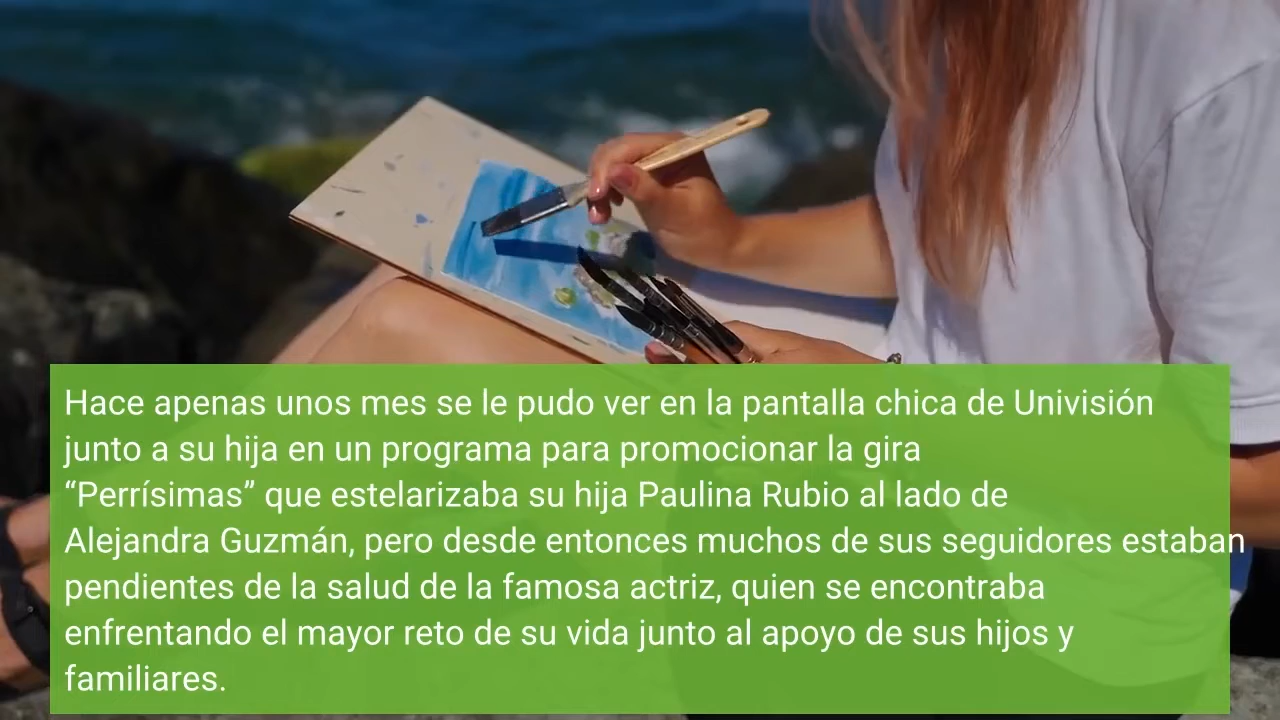 Hace apenas unos mes se le pudo ver en la pantalla chica de Univisión
junto a su hija en un programa para promocionar la gira
“Perrísimas” que estelarizaba su hija Paulina Rubio al lado de
Alejandra Guzmán, pero desde entonces muchos de sus seguidores estaban
pendientes de la salud de la famosa actriz, quien se encontraba
enfrentando el mayor reto de su vida junto al apoyo de sus hijos y
familiares.